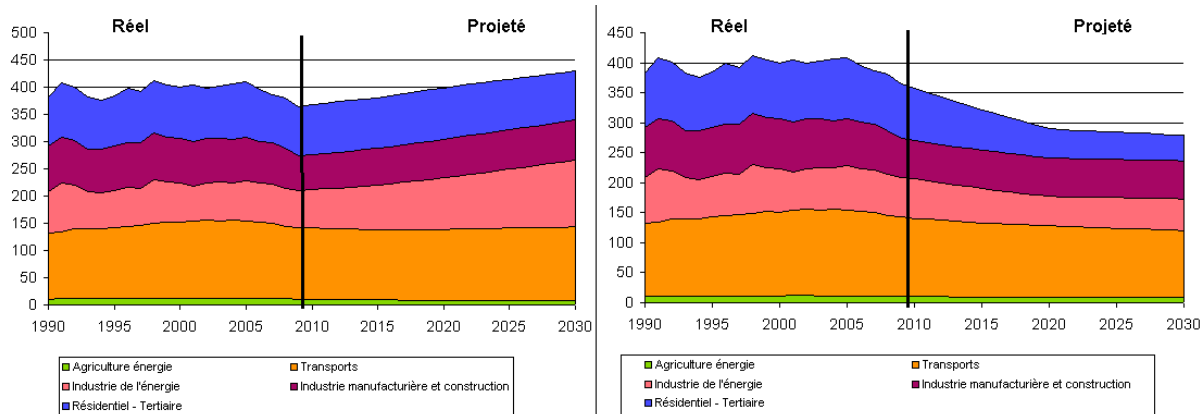 Réel Projeté
500
450
400
350
300
250
200
150
100
50
0
1990 1995 2000 2005 2010 2015 2020 2025 2030
Agriculture énergie Transports
Industrie de l'énergie Industrie manufacturière et construction
Résidentiel - Tertiaire
Réel Projeté
450
400
350
300
250
200
150
100
50
0
1990 1995 2000 2005 2010 2015 2020 2025 2030
Agriculture énergie Transports
Industrie de l'énergie Industrie manufacturière et construction
Résidentiel - Tertiaire